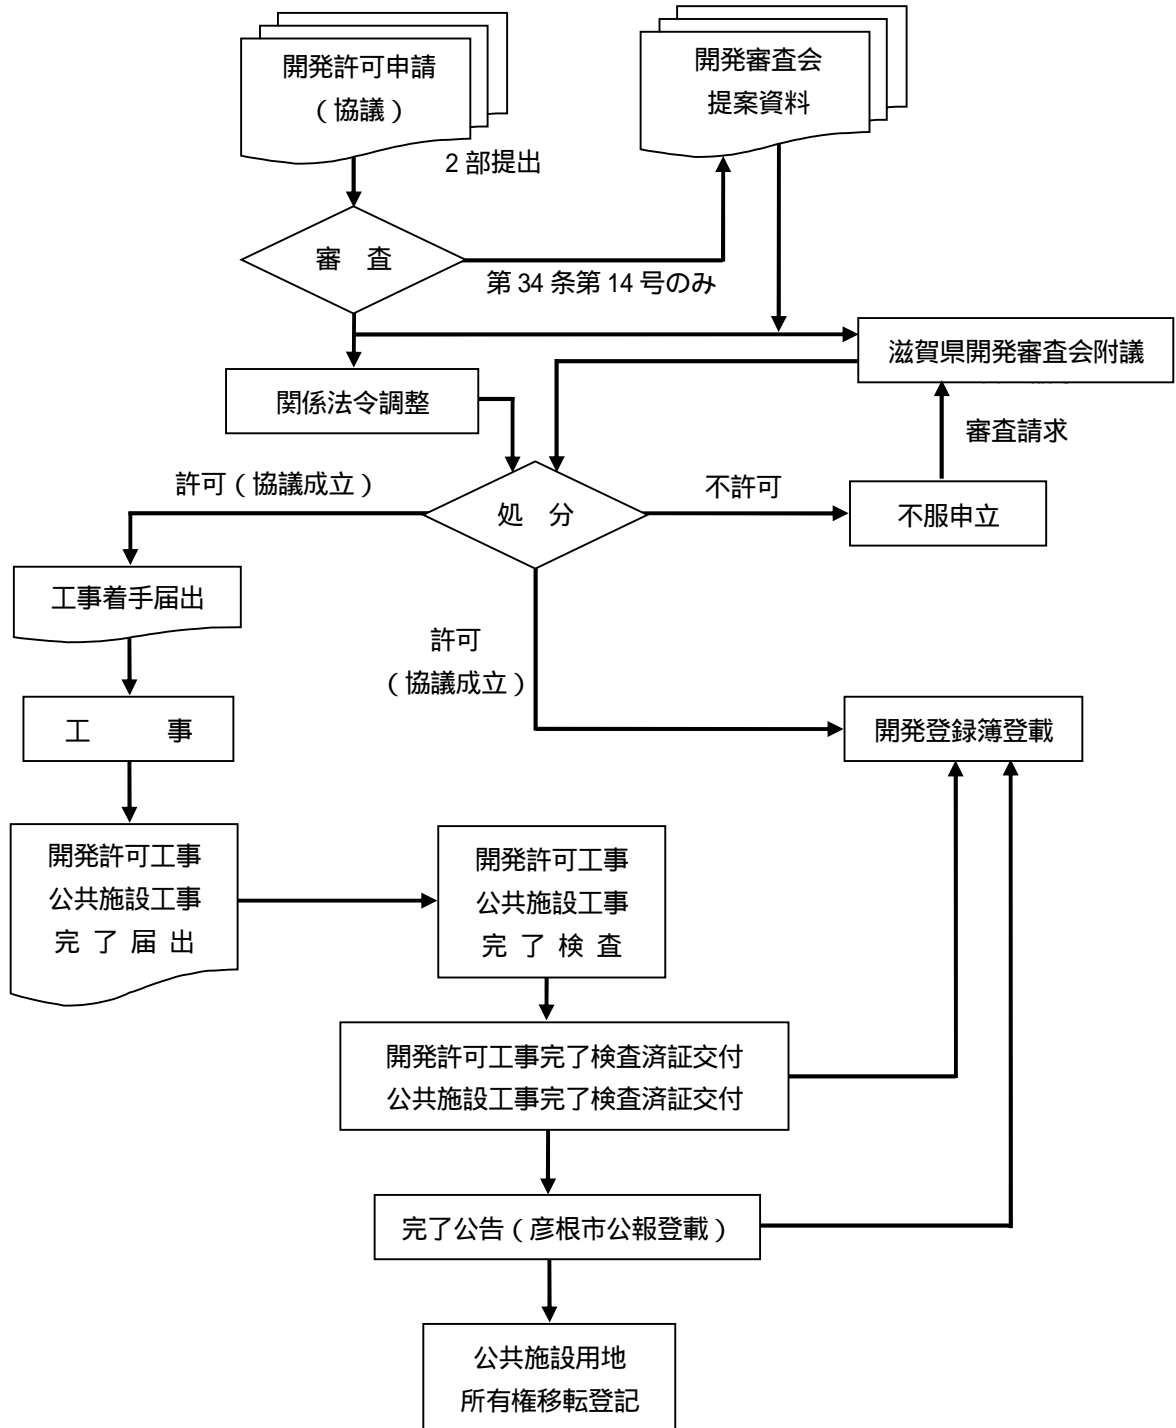 開発許可申請
（協議）
2 部提出
開発審査会
提案資料
審　査
第 34 条第 14 号のみ
滋賀県開発審査会附議
関係法令調整
審査請求
許可（協議成立）
処　分
不許可
不服申立
工事着手届出
許可
（協議成立）
工　　　事
開発登録簿登載
開発許可工事
公共施設工事
完 了 届 出
開発許可工事
公共施設工事
完 了 検 査
開発許可工事完了検査済証交付
公共施設工事完了検査済証交付
完了公告（彦根市公報登載）
公共施設用地
所有権移転登記